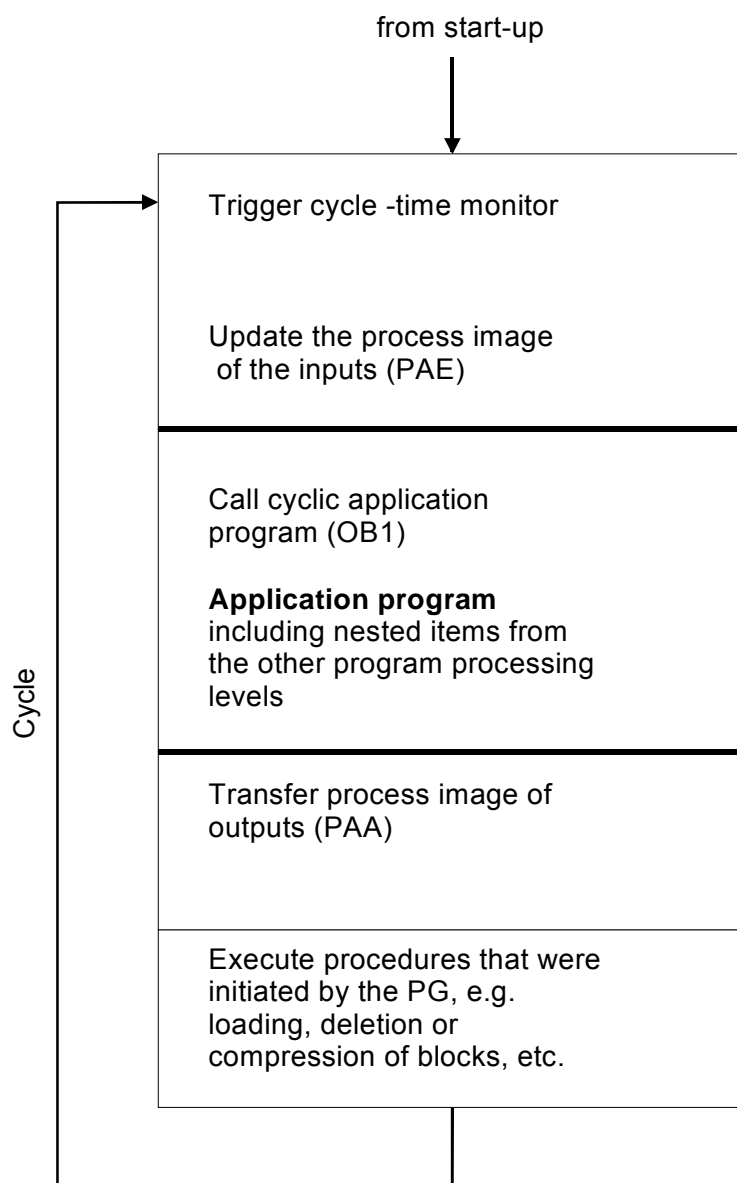 from start-up
Trigger cycle -time monitor
Update the process image
of the inputs (PAE)
Call cyclic application
program (OB1)
Application program
including nested items from
the other program processing
levels
Cycle
Transfer process image of
outputs (PAA)
Execute procedures that were
initiated by the PG, e.g.
loading, deletion or
compression of blocks, etc.